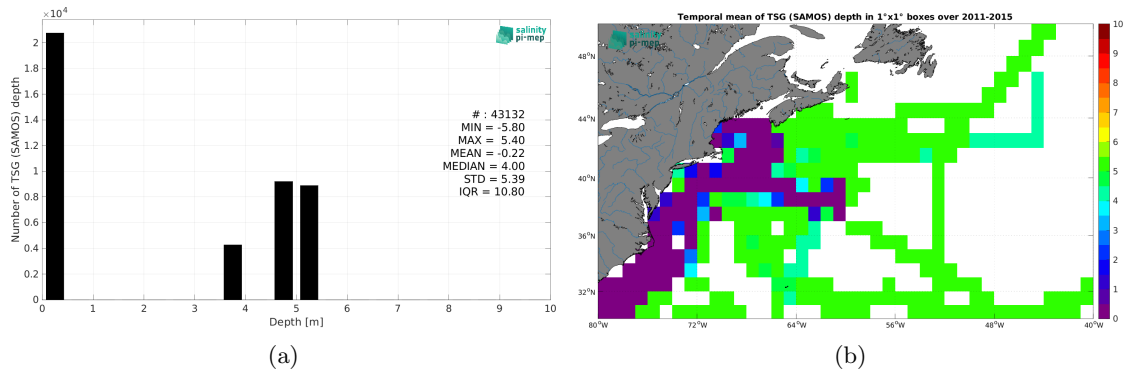 ×10⁴
salinity
pi-mep
2
1.8
1.6
1.4
1.2
1
0.8
0.6
0.4
0.2
0
Number of TSG (SAMOS) depth
# : 43132
MIN = -5.80
MAX = 5.40
MEAN = -0.22
MEDIAN = 4.00
STD = 5.39
IQR = 10.80
0 1 2 3 4 5 6 7 8 9 10
Depth [m]
(a)
Temporal mean of TSG (SAMOS) depth in 1°x1° boxes over 2011-2015
salinity
pi-mep
48°N
44°N
40°N
36°N
32°N
80°W 72°W 64°W 56°W 48°W 40°W
10
9
8
7
6
5
4
3
2
1
0
(b)